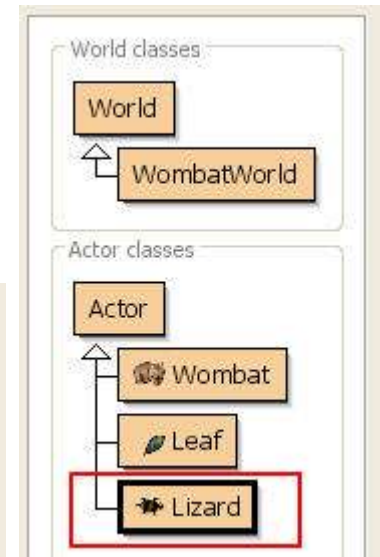 World classes
World
WombatWorld
Actor classes
Actor
Wombat
Leaf
Lizard